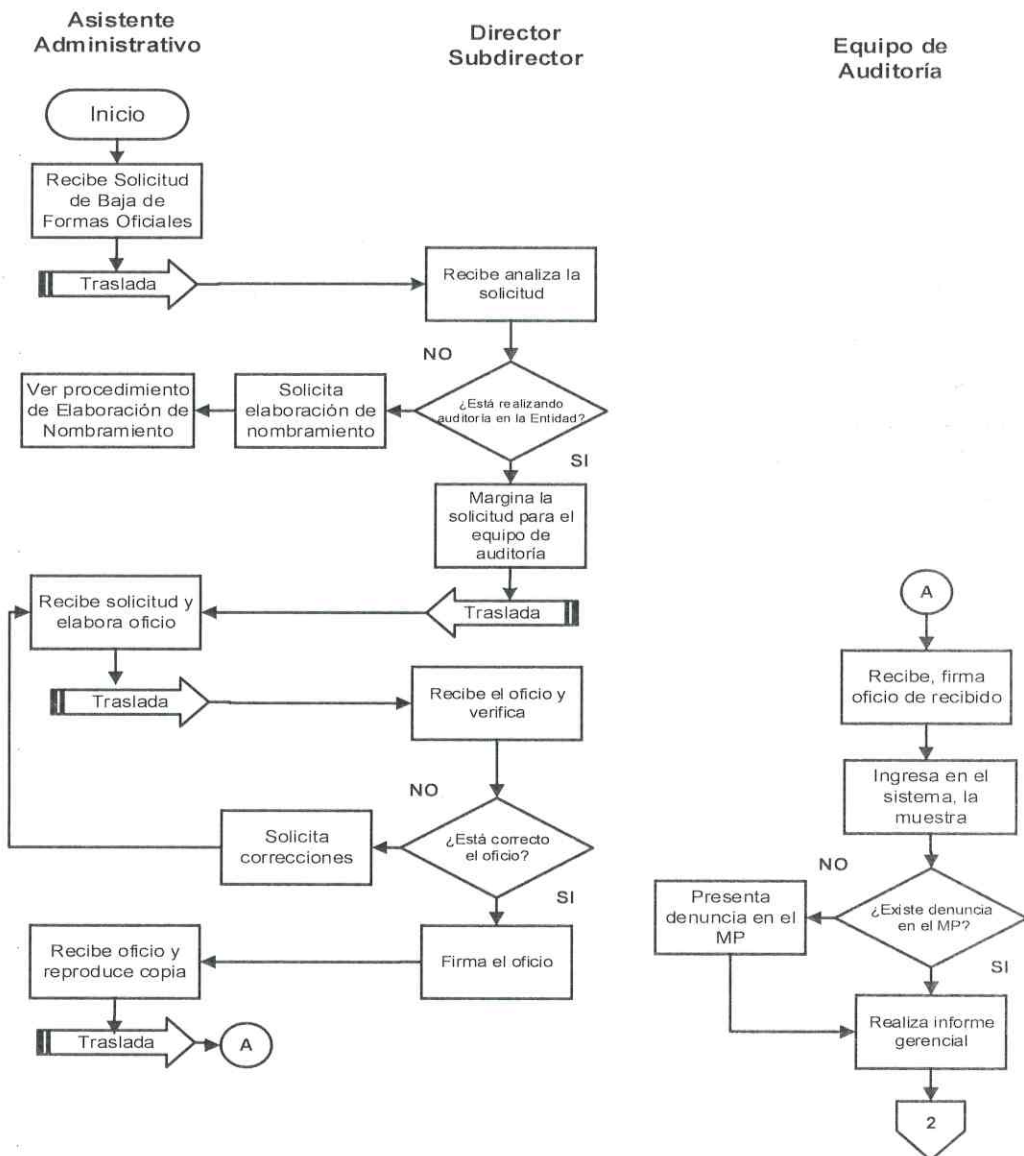 Asistente
Administrativo
Director
Subdirector
Equipo de
Auditoría
Inicio
Recibe Solicitud
de Baja de
Formas Oficiales
Traslada
Recibe analiza la
solicitud
NO
¿Está realizando
auditoría en la Entidad?
Solicita
elaboración de
nombramiento
Ver procedimiento
de Elaboración de
Nombramiento
SI
Margina la
solicitud para el
equipo de
auditoría
Traslada
Recibe solicitud y
elabora oficio
Traslada
Recibe el oficio y
verifica
NO
¿Está correcto
el oficio?
Solicita
correcciones
SI
Firma el oficio
Recibe oficio y
reproduce copia
Traslada
A
A
Recibe, firma
oficio de recibido
Ingresa en el
sistema, la
muestra
NO
¿Existe denuncia
en el MP?
Presenta
denuncia en el
MP
SI
Realiza informe
gerencial
2